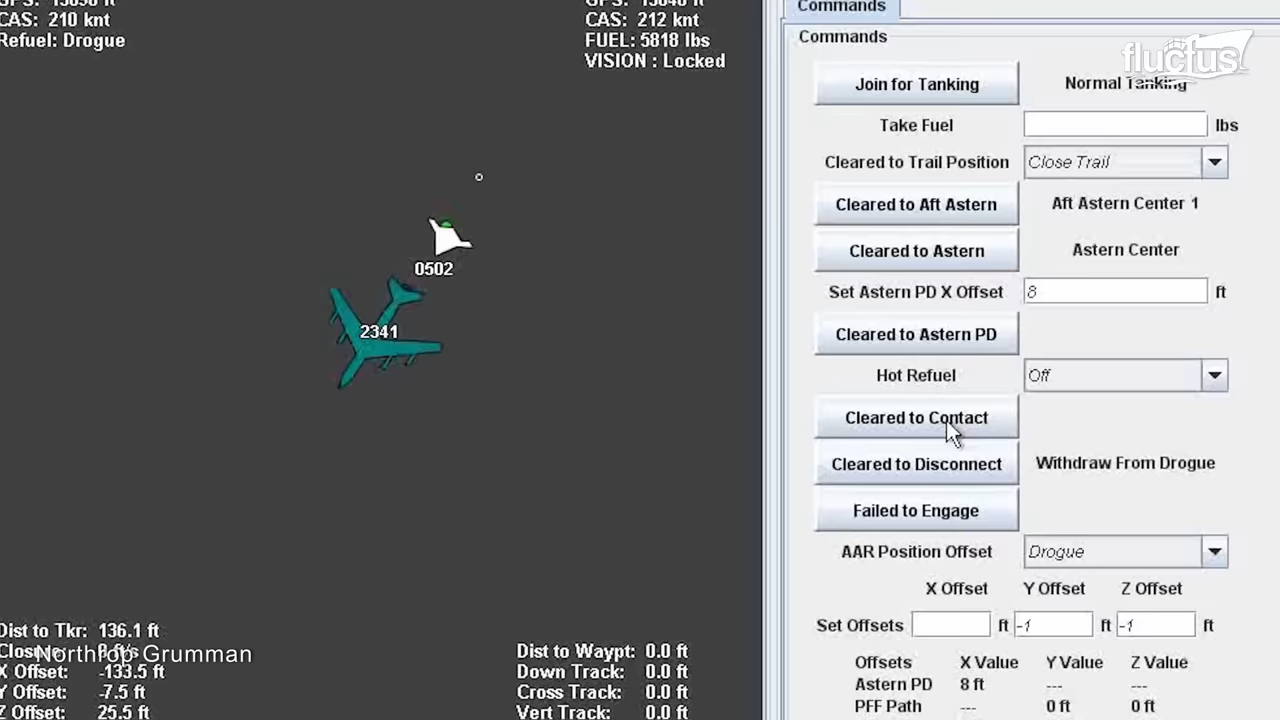 CAS: 210 knt
Refuel: Drogue
CAS: 212 knt
FUEL: 5818 lbs
VISION : Locked
0502
2341
Dist to Tkr: 136.1 ft
X Offset: -133.5 ft
Y Offset: -7.5 ft
Z Offset: 25.5 ft
Northrop Grumman
Dist to Waypt: 0.0 ft
Down Track: 0.0 ft
Cross Track: 0.0 ft
Vert Track: 0.0 ft
Commands
Commands
fluctus
Join for Tanking Normal Tanking
Take Fuel lbs
Cleared to Trail Position Close Trail
Cleared to Aft Astern Aft Astern Center 1
Cleared to Astern Astern Center
Set Astern PD X Offset 8 ft
Cleared to Astern PD
Hot Refuel Off
Cleared to Contact
Cleared to Disconnect Withdraw From Drogue
Failed to Engage
AAR Position Offset Drogue
X Offset Y Offset Z Offset
Set Offsets ft -1 ft -1 ft
Offsets X Value Y Value Z Value
Astern PD 8 ft --- ---
PFF Path --- 0 ft 0 ft